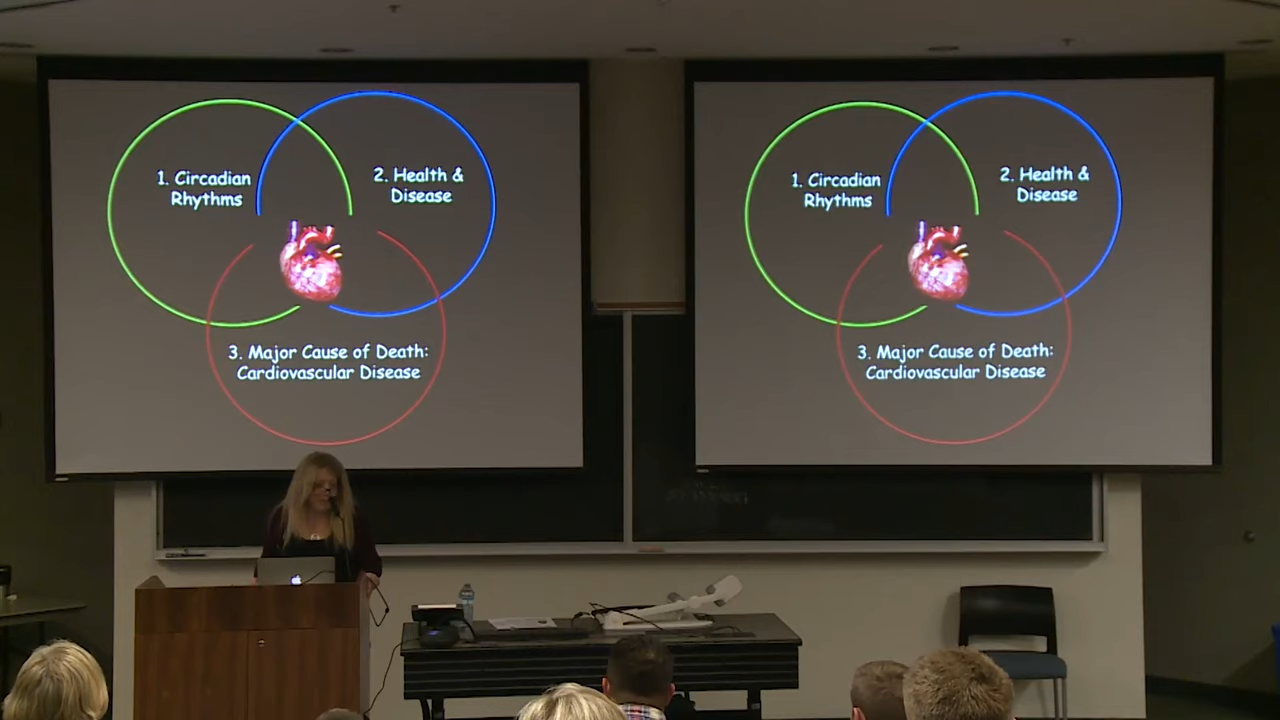 1. Circadian
Rhythms
2. Health &
Disease
3. Major Cause of Death:
Cardiovascular Disease
1. Circadian
Rhythms
2. Health &
Disease
3. Major Cause of Death:
Cardiovascular Disease